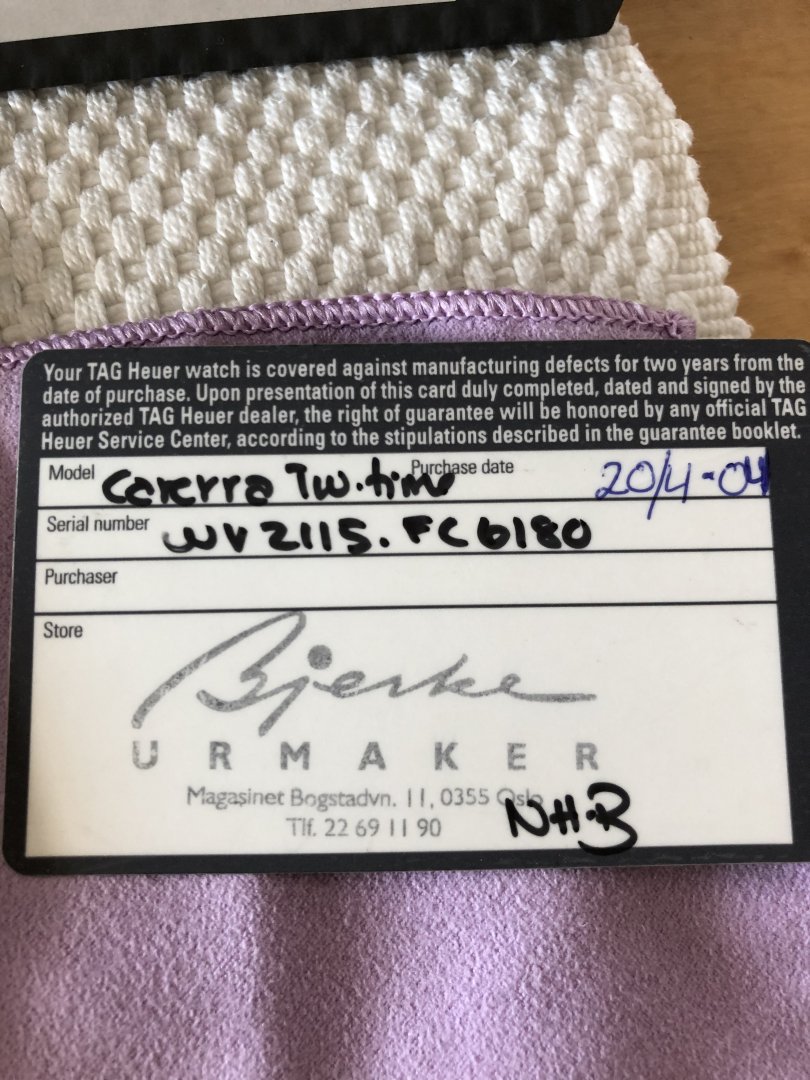 Your TAG Heuer watch is covered against manufacturing defects for two years from the
date of purchase. Upon presentation of this card duly completed, dated and signed by the
authorized TAG Heuer dealer, the right of guarantee will be honored by any official TAG
Heuer Service Center, according to the stipulations described in the guarantee booklet.
Model Carerra Tw.time Purchase date 20/4-04
Serial number WV2115.FC6180
Purchaser
Store
Bjerke
URMAKER
Magasinet Bogstadvn. 11, 0355 Oslo
Tlf. 22 69 11 90 N.H.B